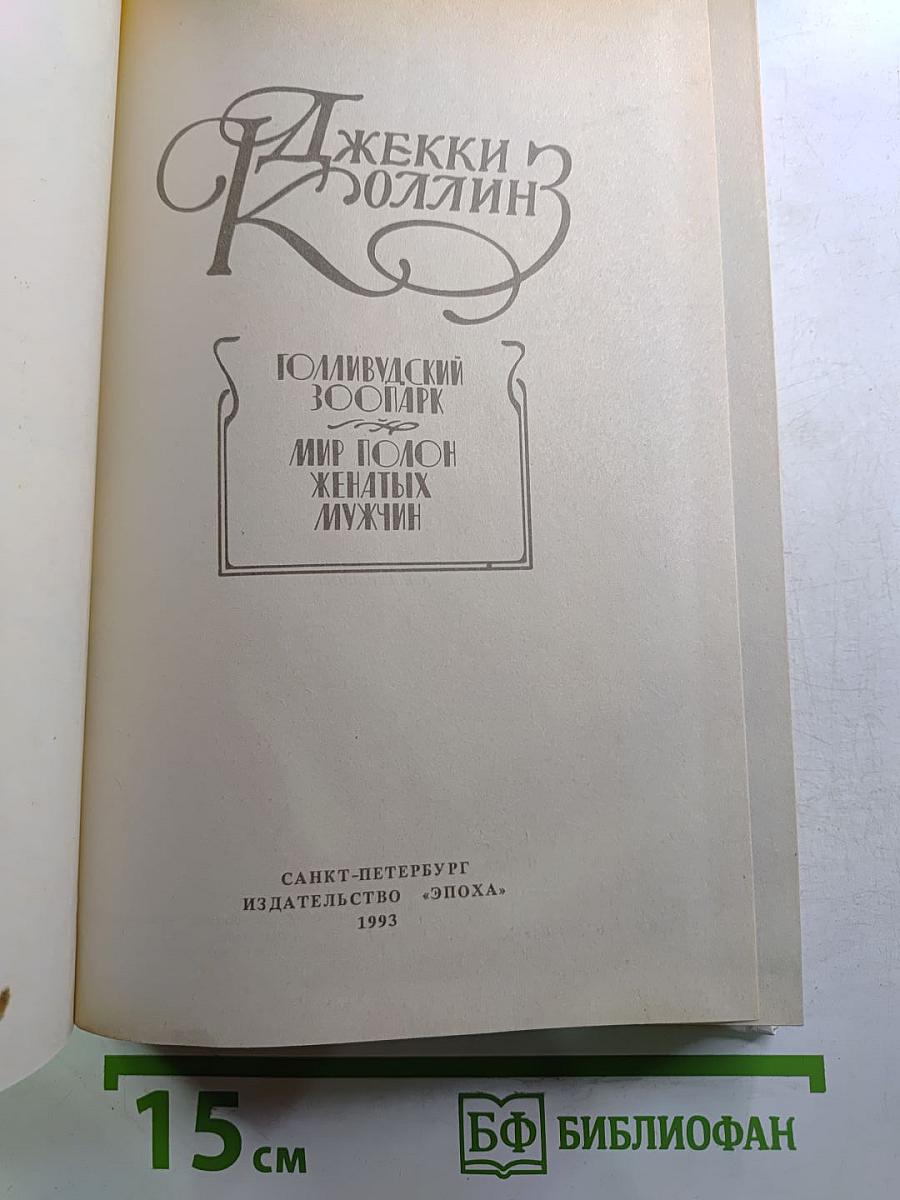 Джекки
Коллинз
ГОЛЛИВУДСКИЙ
ЗООПАРК
МИР ПОЛОН
ЖЕНАТЫХ
МУЖЧИН
САНКТ-ПЕТЕРБУРГ
ИЗДАТЕЛЬСТВО «ЭПОХА»
1993
15 см
БФ БИБЛИОФАН